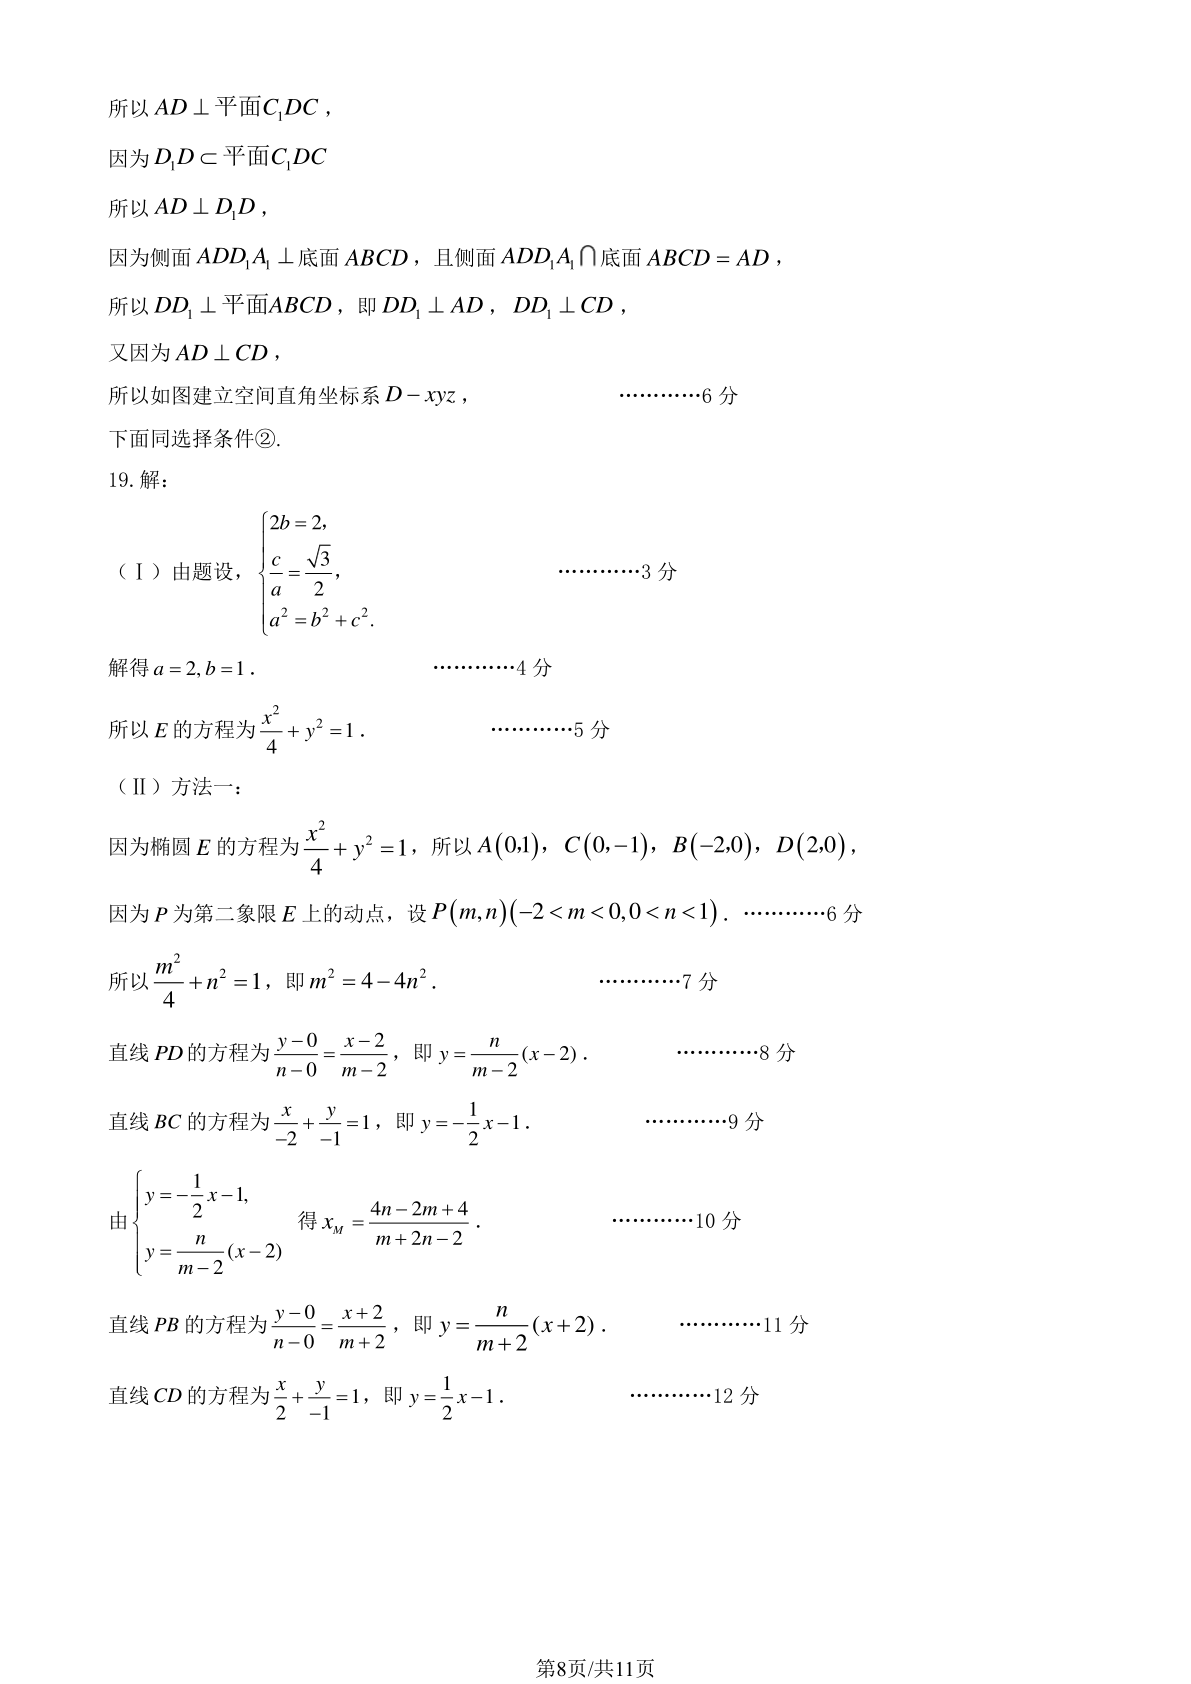 所以 AD ⊥ 平面C₁DC，
因为 D₁D ⊂ 平面C₁DC
所以 AD ⊥ D₁D，
因为侧面 ADD₁A₁ ⊥ 底面 ABCD，且侧面 ADD₁A₁ ∩ 底面 ABCD = AD，
所以 DD₁ ⊥ 平面ABCD，即 DD₁ ⊥ AD，DD₁ ⊥ CD，
又因为 AD ⊥ CD，
所以如图建立空间直角坐标系 D − xyz，…………6 分
下面同选择条件②.
19.解：
（Ⅰ）由题设，{2b = 2，c/a = √3/2，a² = b² + c². …………3 分
解得 a = 2, b = 1．…………4 分
所以 E 的方程为 x²/4 + y² = 1．…………5 分
（Ⅱ）方法一：
因为椭圆 E 的方程为 x²/4 + y² = 1，所以 A(0,1)，C(0,−1)，B(−2,0)，D(2,0)，
因为 P 为第二象限 E 上的动点，设 P(m,n)(−2 < m < 0, 0 < n < 1)．…………6 分
所以 m²/4 + n² = 1，即 m² = 4 − 4n²．…………7 分
直线 PD 的方程为 (y − 0)/(n − 0) = (x − 2)/(m − 2)，即 y = n/(m − 2) (x − 2)．…………8 分
直线 BC 的方程为 x/−2 + y/−1 = 1，即 y = −1/2 x − 1．…………9 分
由 {y = −1/2 x − 1, y = n/(m − 2) (x − 2) 得 x_M = (4n − 2m + 4)/(m + 2n − 2)．…………10 分
直线 PB 的方程为 (y − 0)/(n − 0) = (x + 2)/(m + 2)，即 y = n/(m + 2) (x + 2)．…………11 分
直线 CD 的方程为 x/2 + y/−1 = 1，即 y = 1/2 x − 1．…………12 分
第8页/共11页